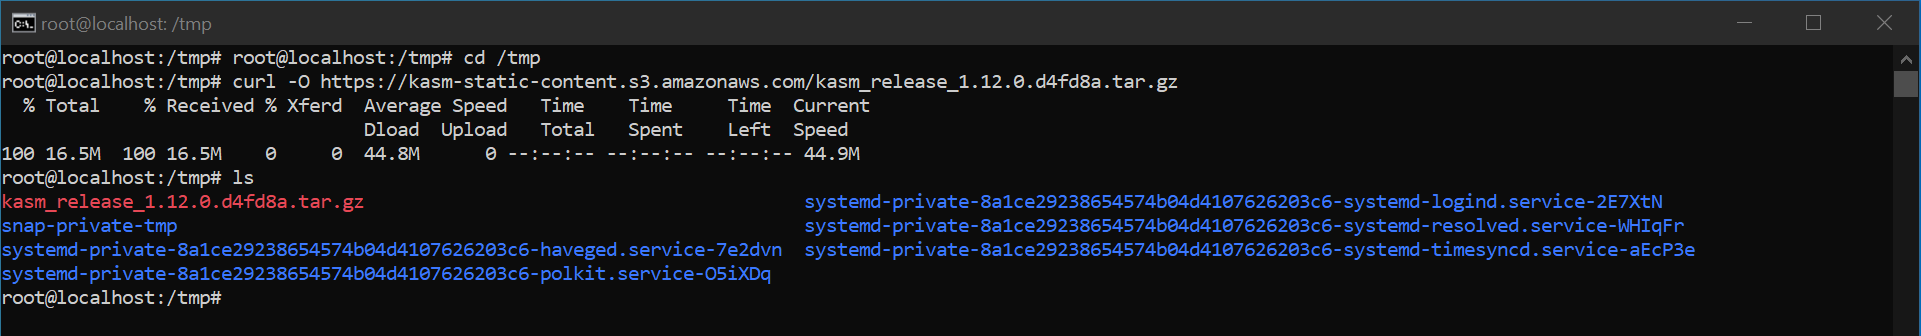 root@localhost: /tmp
root@localhost:/tmp# root@localhost:/tmp# cd /tmp
root@localhost:/tmp# curl -O https://kasm-static-content.s3.amazonaws.com/kasm_release_1.12.0.d4fd8a.tar.gz
  % Total    % Received % Xferd  Average Speed   Time    Time     Time  Current
                                 Dload  Upload   Total   Spent    Left  Speed
100 16.5M  100 16.5M    0     0  44.8M      0 --:--:-- --:--:-- --:--:-- 44.9M
root@localhost:/tmp# ls
kasm_release_1.12.0.d4fd8a.tar.gz                                        systemd-private-8a1ce29238654574b04d4107626203c6-systemd-logind.service-2E7XtN
snap-private-tmp                                                         systemd-private-8a1ce29238654574b04d4107626203c6-systemd-resolved.service-WHIqFr
systemd-private-8a1ce29238654574b04d4107626203c6-haveged.service-7e2dvn  systemd-private-8a1ce29238654574b04d4107626203c6-systemd-timesyncd.service-aEcP3e
systemd-private-8a1ce29238654574b04d4107626203c6-polkit.service-O5iXDq
root@localhost:/tmp#